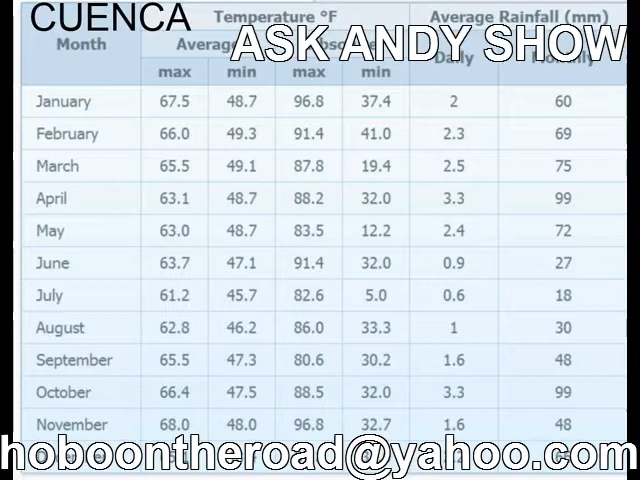 CUENCA
Temperature °F Average Rainfall (mm)
ASK ANDY SHOW
Month Average Daily Monthly
max min max min
January 67.5 48.7 96.8 37.4 2 60
February 66.0 49.3 91.4 41.0 2.3 69
March 65.5 49.1 87.8 19.4 2.5 75
April 63.1 48.7 88.2 32.0 3.3 99
May 63.0 48.7 83.5 12.2 2.4 72
June 63.7 47.1 91.4 32.0 0.9 27
July 61.2 45.7 82.6 5.0 0.6 18
August 62.8 46.2 86.0 33.3 1 30
September 65.5 47.3 80.6 30.2 1.6 48
October 66.4 47.5 88.5 32.0 3.3 99
November 68.0 48.0 96.8 32.7 1.6 48
hoboontheroad@yahoo.com